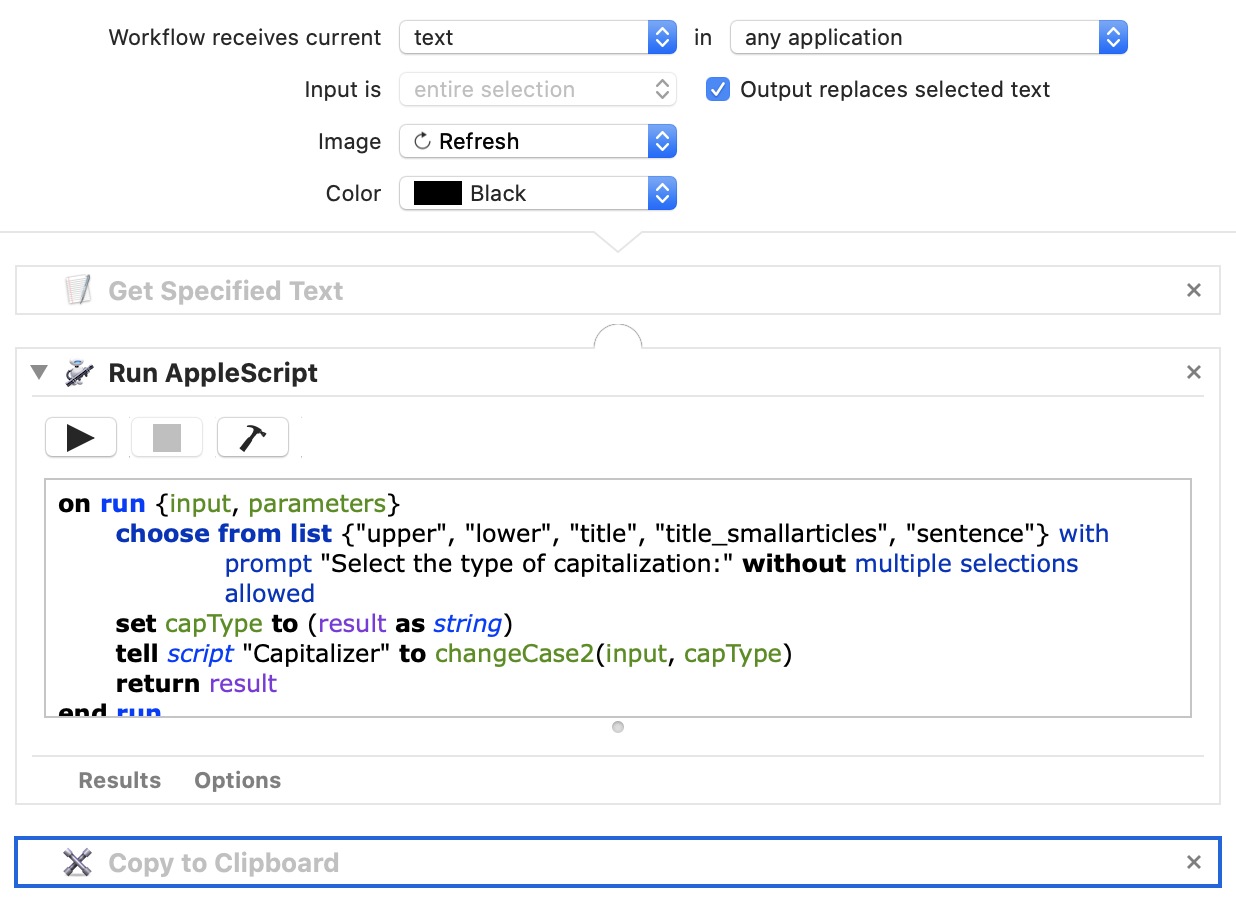 Workflow receives current text in any application
Input is entire selection Output replaces selected text
Image Refresh
Color Black
Get Specified Text
Run AppleScript
on run {input, parameters}
choose from list {"upper", "lower", "title", "title_smallarticles", "sentence"} with
prompt "Select the type of capitalization:" without multiple selections
allowed
set capType to (result as string)
tell script "Capitalizer" to changeCase2(input, capType)
return result
end run
Results Options
Copy to Clipboard